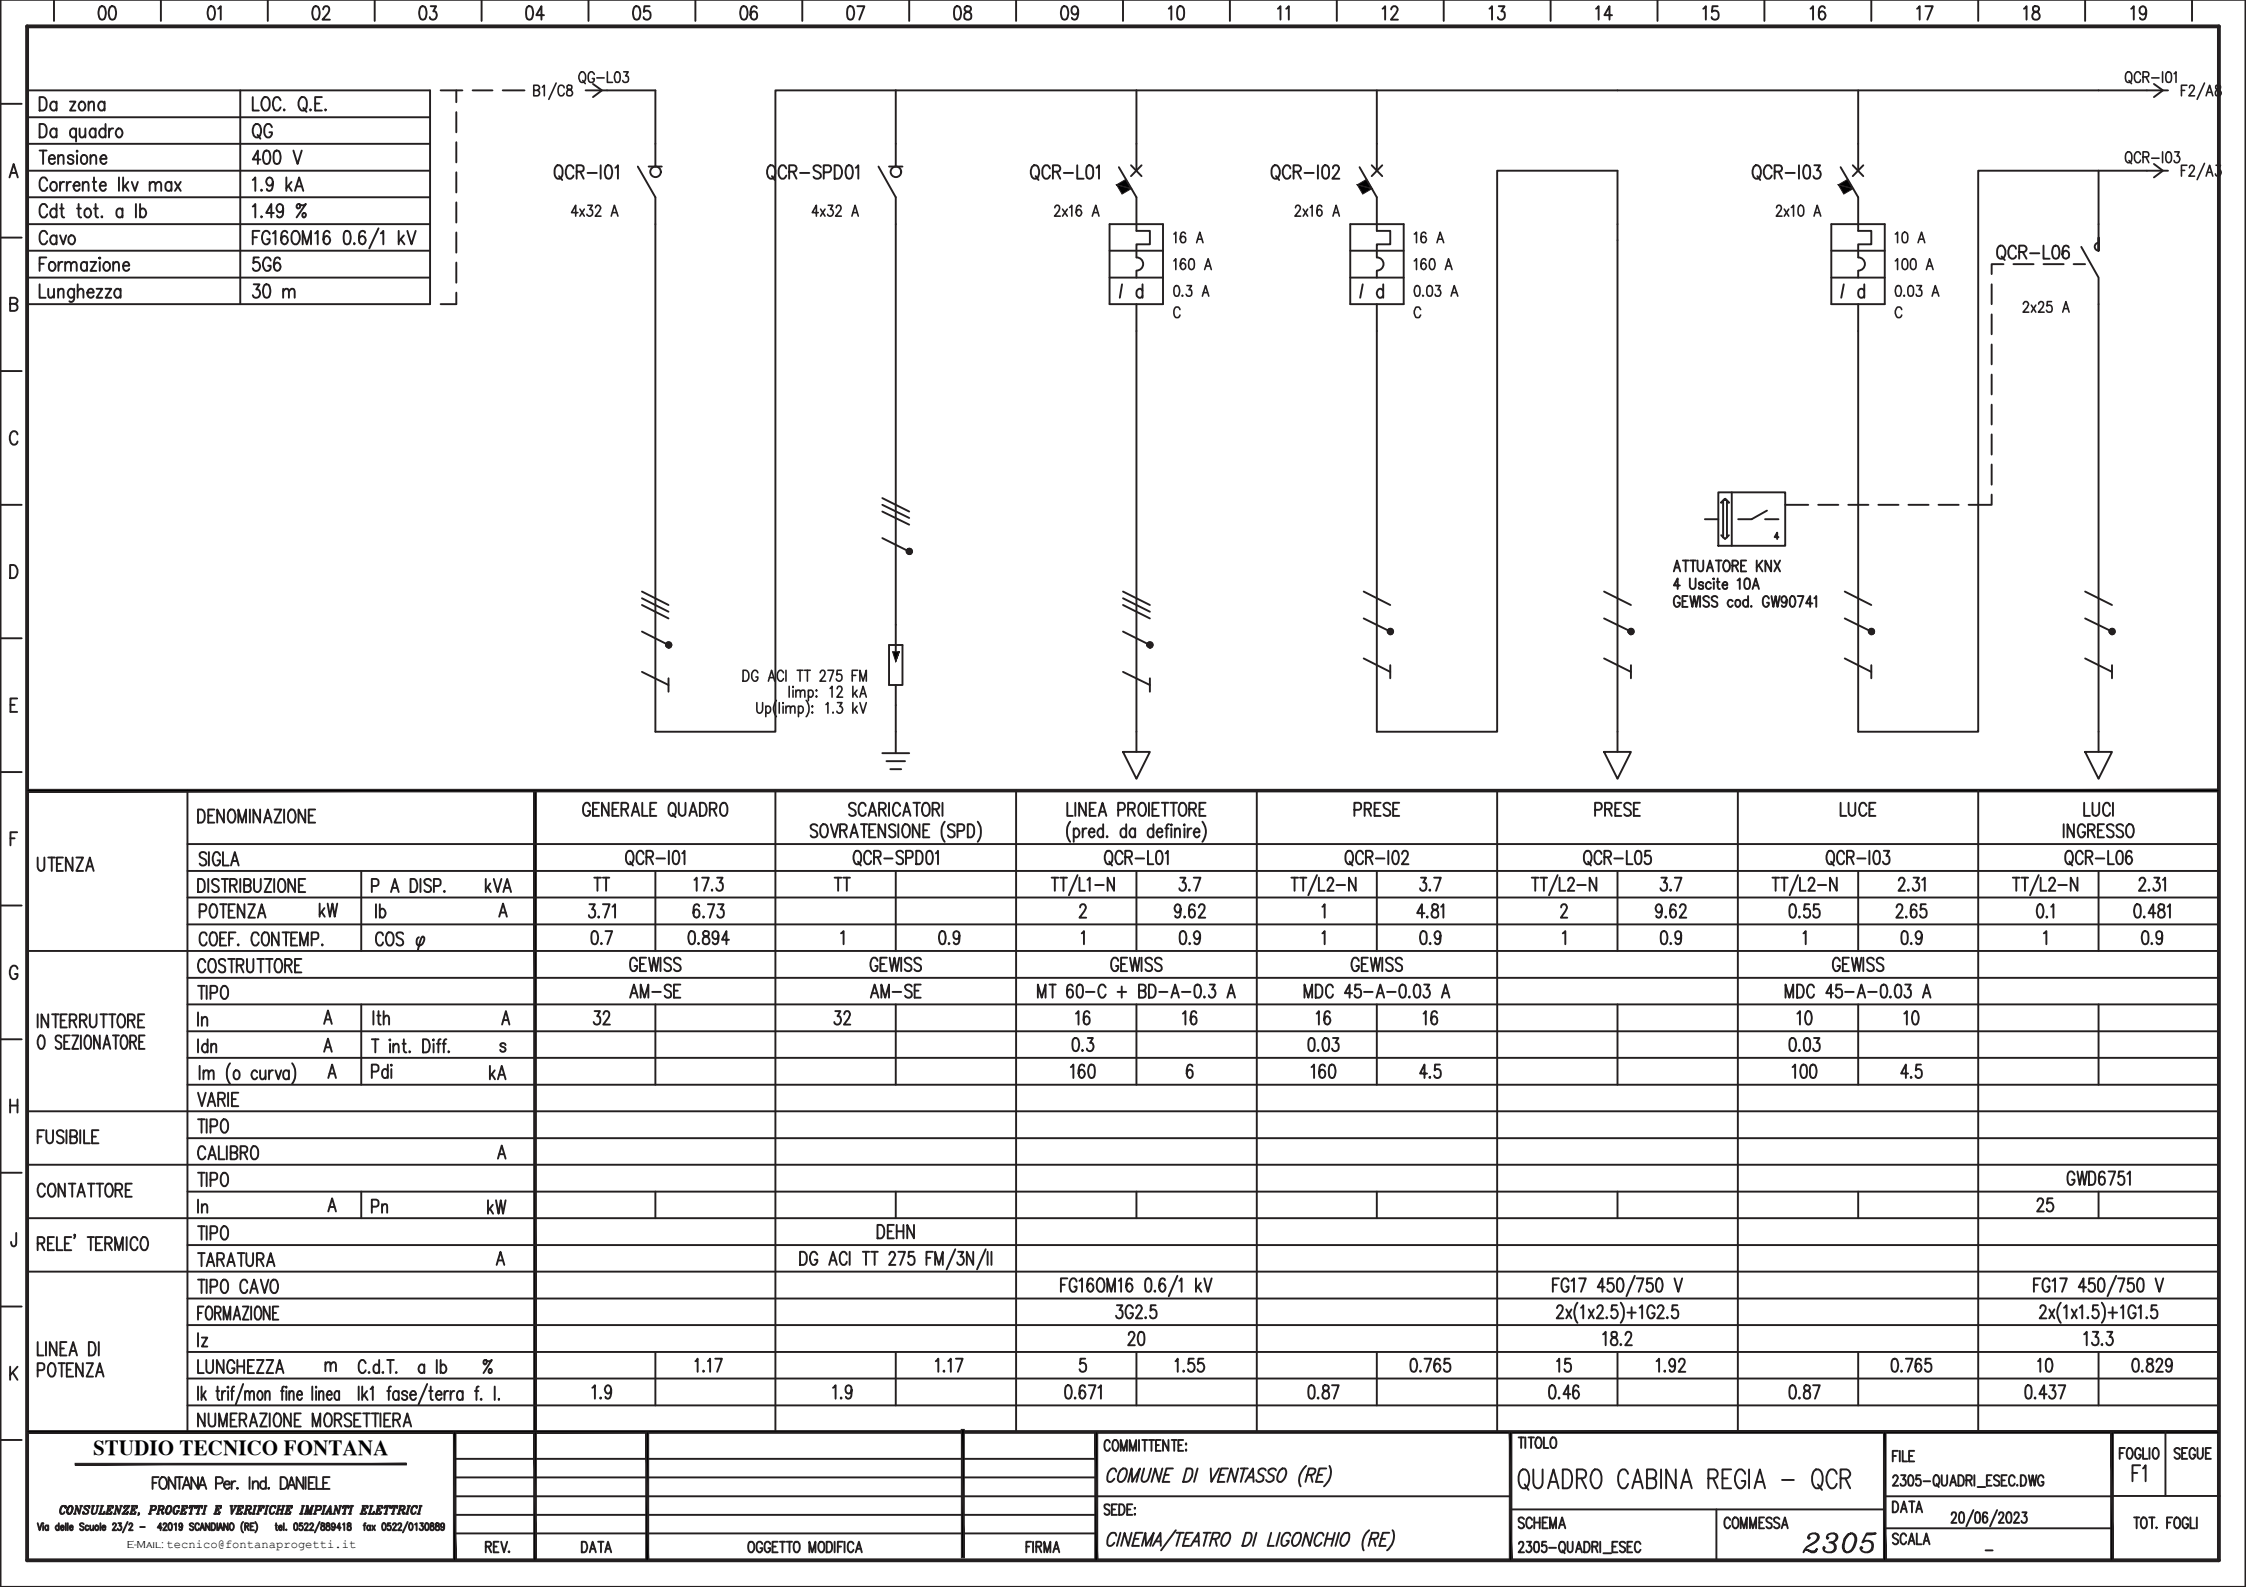 00 01 02 03 04 05 06 07 08 09 10 11 12 13 14 15 16 17 18 19
A
B
C
D
E
F
G
H
J
K
Da zona LOC. Q.E.
Da quadro QG
Tensione 400 V
Corrente Ikv max 1.9 kA
Cdt tot. a Ib 1.49 %
Cavo FG16OM16 0.6/1 kV
Formazione 5G6
Lunghezza 30 m
QG-L03
B1/C8
QCR-I01
4x32 A
QCR-SPD01
4x32 A
DG ACI TT 275 FM
Iimp: 12 kA
Up(Iimp): 1.3 kV
QCR-L01
2x16 A
16 A
160 A
I d 0.3 A
C
QCR-I02
2x16 A
16 A
160 A
I d 0.03 A
C
QCR-I03
2x10 A
10 A
100 A
I d 0.03 A
C
QCR-I01
F2/A8
QCR-I03
F2/A3
QCR-L06
2x25 A
4
ATTUATORE KNX
4 Uscite 10A
GEWISS cod. GW90741
UTENZA
DENOMINAZIONE GENERALE QUADRO SCARICATORI SOVRATENSIONE (SPD) LINEA PROIETTORE (pred. da definire) PRESE PRESE LUCE LUCI INGRESSO
SIGLA QCR-I01 QCR-SPD01 QCR-L01 QCR-I02 QCR-L05 QCR-I03 QCR-L06
DISTRIBUZIONE P A DISP. kVA TT 17.3 TT TT/L1-N 3.7 TT/L2-N 3.7 TT/L2-N 3.7 TT/L2-N 2.31 TT/L2-N 2.31
POTENZA kW Ib A 3.71 6.73 2 9.62 1 4.81 2 9.62 0.55 2.65 0.1 0.481
COEF. CONTEMP. COS φ 0.7 0.894 1 0.9 1 0.9 1 0.9 1 0.9 1 0.9 1 0.9
INTERRUTTORE
O SEZIONATORE
COSTRUTTORE GEWISS GEWISS GEWISS GEWISS GEWISS
TIPO AM-SE AM-SE MT 60-C + BD-A-0.3 A MDC 45-A-0.03 A MDC 45-A-0.03 A
In A Ith A 32 32 16 16 16 16 10 10
Idn A T int. Diff. s 0.3 0.03 0.03
Im (o curva) A Pdi kA 160 6 160 4.5 100 4.5
VARIE
FUSIBILE
TIPO
CALIBRO A
CONTATTORE
TIPO GWD6751
In A Pn kW 25
RELE' TERMICO
TIPO DEHN
TARATURA A DG ACI TT 275 FM/3N/II
LINEA DI
POTENZA
TIPO CAVO FG16OM16 0.6/1 kV FG17 450/750 V FG17 450/750 V
FORMAZIONE 3G2.5 2x(1x2.5)+1G2.5 2x(1x1.5)+1G1.5
Iz 20 18.2 13.3
LUNGHEZZA m C.d.T. a Ib % 1.17 1.17 5 1.55 0.765 15 1.92 0.765 10 0.829
Ik trif/mon fine linea Ik1 fase/terra f. l. 1.9 1.9 0.671 0.87 0.46 0.87 0.437
NUMERAZIONE MORSETTIERA
STUDIO TECNICO FONTANA
FONTANA Per. Ind. DANIELE
CONSULENZE, PROGETTI E VERIFICHE IMPIANTI ELETTRICI
Via delle Scuole 23/2 - 42019 SCANDIANO (RE) tel. 0522/889418 fax 0522/0130889
E-MAIL: tecnico@fontanaprogetti.it
REV. DATA OGGETTO MODIFICA FIRMA
COMMITTENTE:
COMUNE DI VENTASSO (RE)
SEDE:
CINEMA/TEATRO DI LIGONCHIO (RE)
TITOLO
QUADRO CABINA REGIA - QCR
SCHEMA
2305-QUADRI_ESEC
COMMESSA
2305
FILE
2305-QUADRI_ESEC.DWG
DATA
20/06/2023
SCALA
-
FOGLIO
F1
SEGUE
TOT. FOGLI